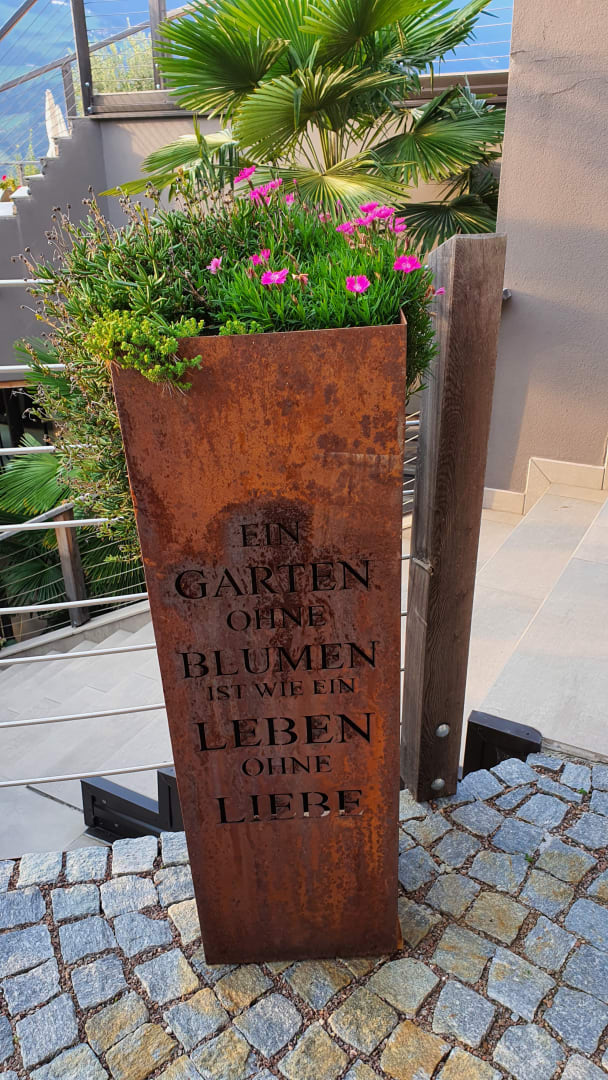 EIN
GARTEN
OHNE
BLUMEN
IST WIE EIN
LEBEN
OHNE
LIEBE